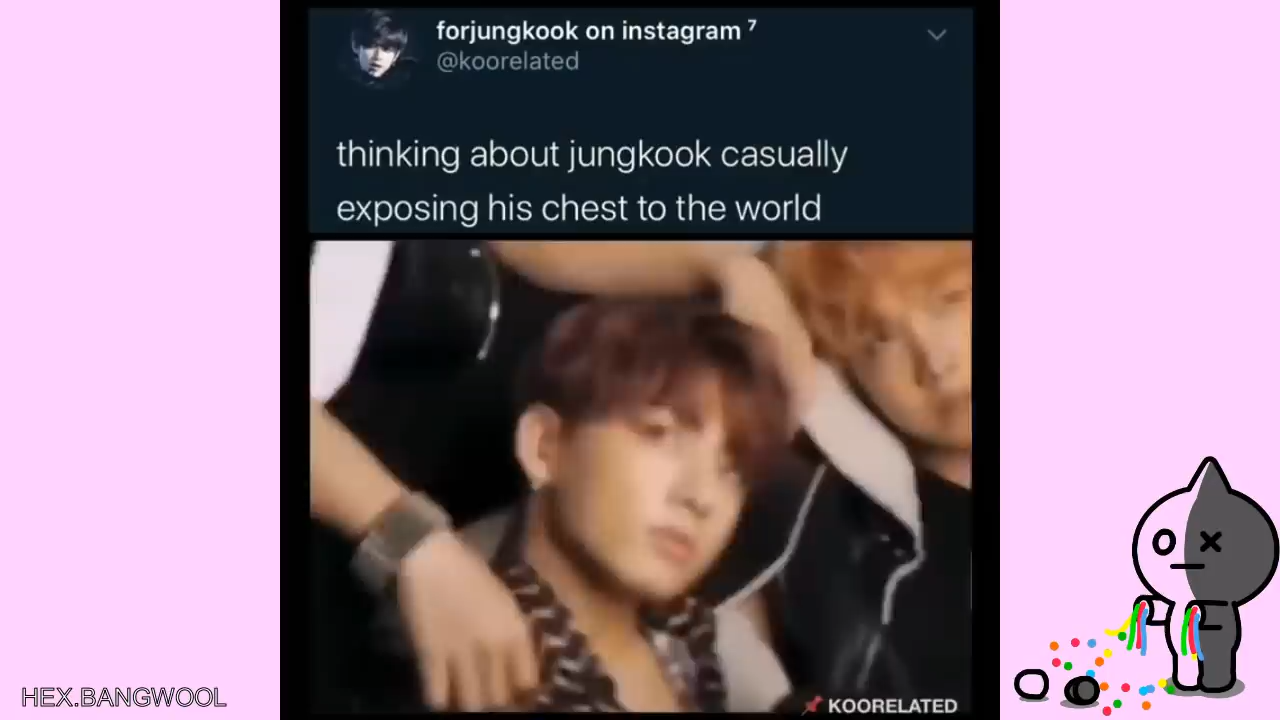 forjungkook on instagram ⁷
@koorelated
thinking about jungkook casually
exposing his chest to the world
KOORELATED
HEX.BANGWOOL